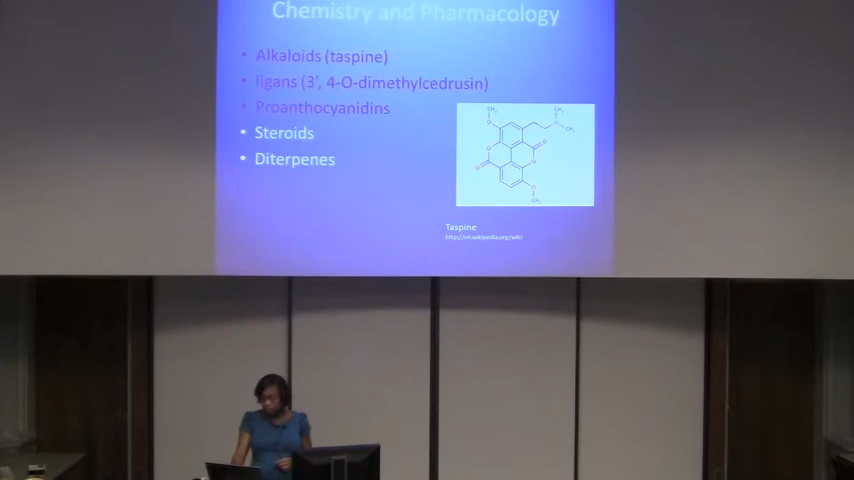 Chemistry and Pharmacology
• Alkaloids (taspine)
• ligans (3', 4-O-dimethylcedrusin)
• Proanthocyanidins
• Steroids
• Diterpenes
Taspine
http://en.wikipedia.org/wiki/